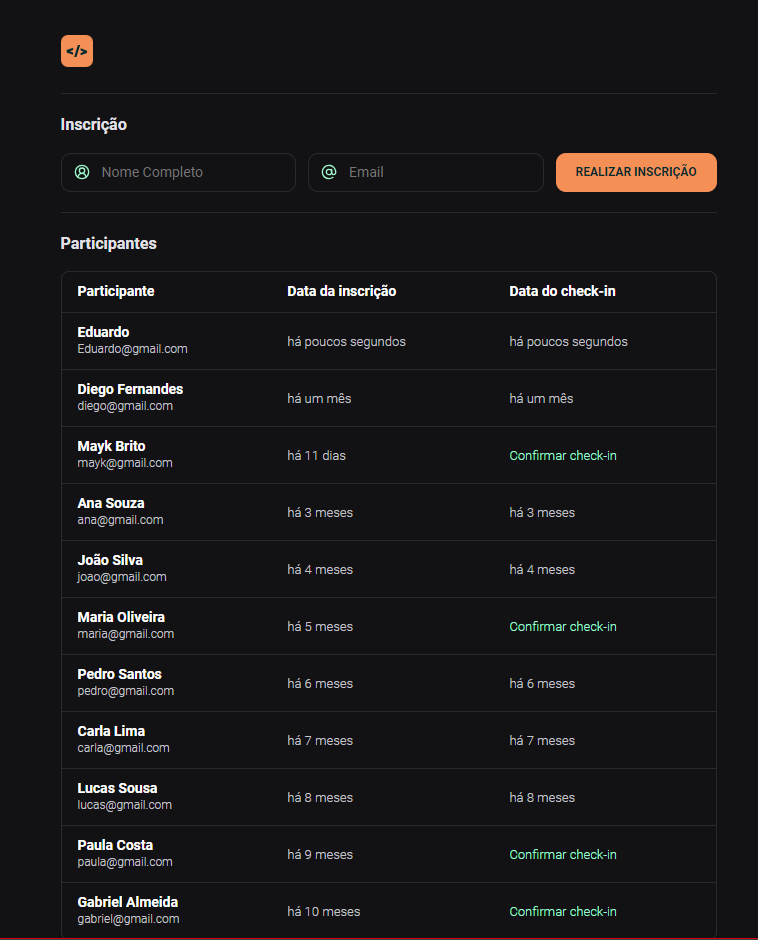 </>
Inscrição
Nome Completo
Email
REALIZAR INSCRIÇÃO
Participantes
Participante Data da inscrição Data do check-in
Eduardo
Eduardo@gmail.com
há poucos segundos
há poucos segundos
Diego Fernandes
diego@gmail.com
há um mês
há um mês
Mayk Brito
mayk@gmail.com
há 11 dias
Confirmar check-in
Ana Souza
ana@gmail.com
há 3 meses
há 3 meses
João Silva
joao@gmail.com
há 4 meses
há 4 meses
Maria Oliveira
maria@gmail.com
há 5 meses
Confirmar check-in
Pedro Santos
pedro@gmail.com
há 6 meses
há 6 meses
Carla Lima
carla@gmail.com
há 7 meses
há 7 meses
Lucas Sousa
lucas@gmail.com
há 8 meses
há 8 meses
Paula Costa
paula@gmail.com
há 9 meses
Confirmar check-in
Gabriel Almeida
gabriel@gmail.com
há 10 meses
Confirmar check-in